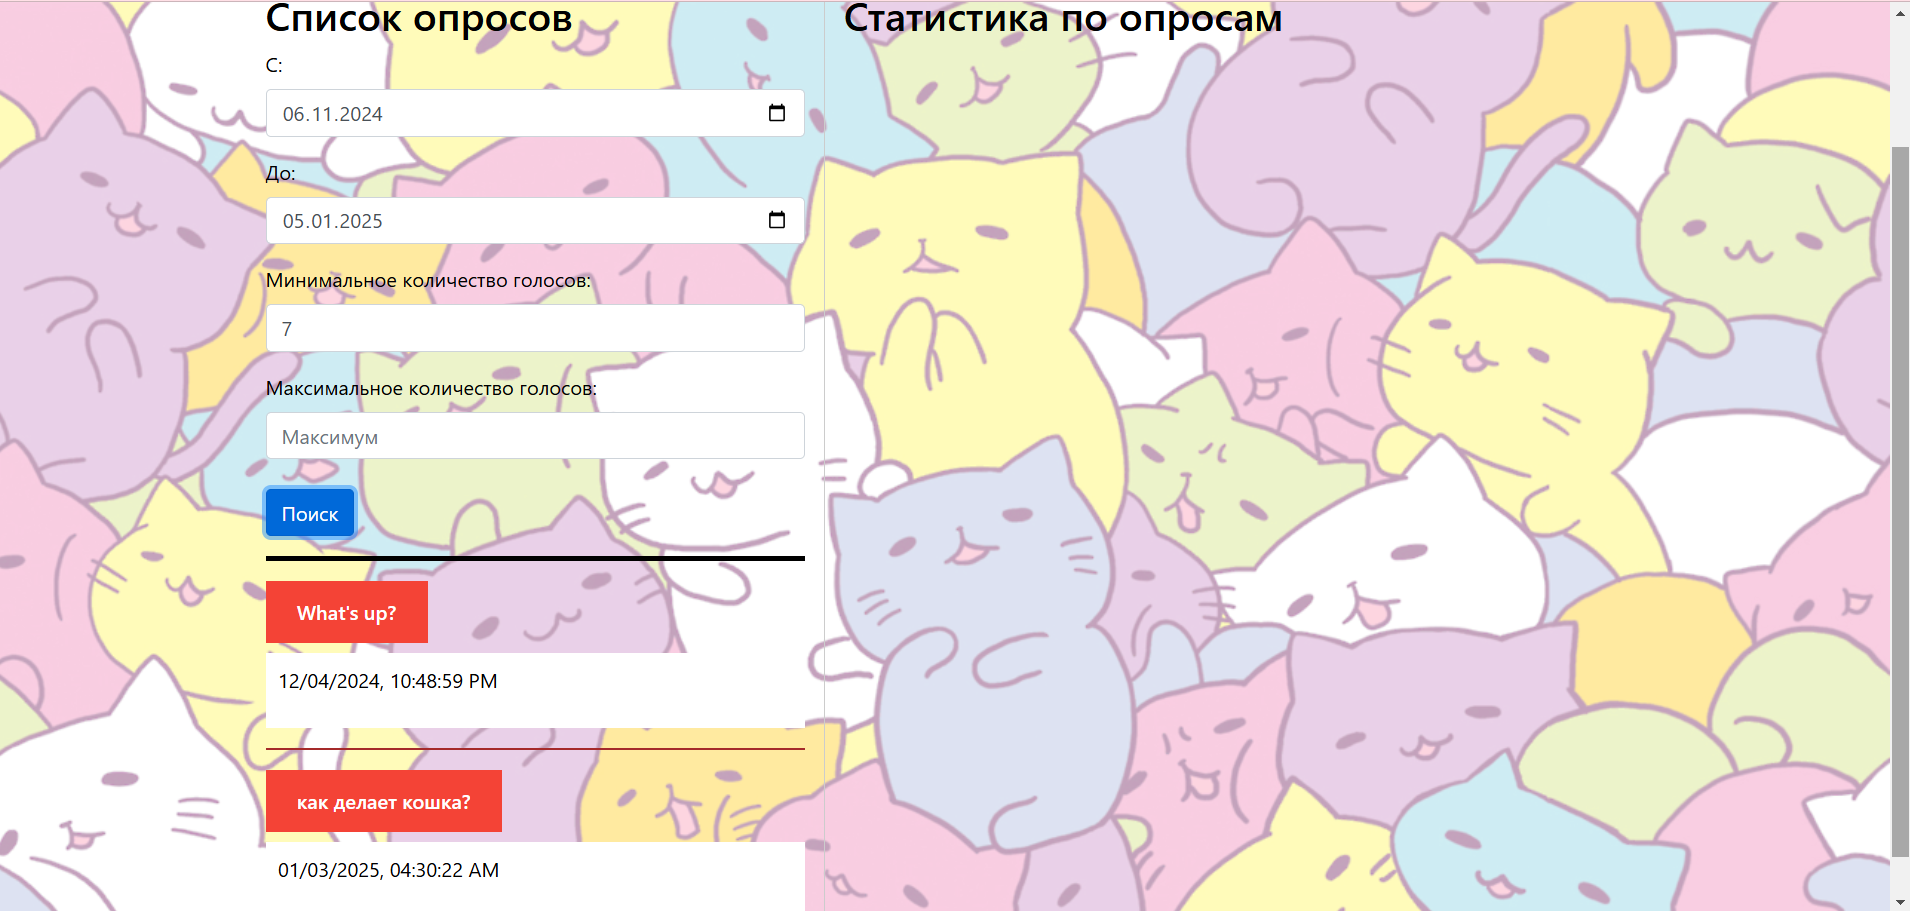 Список опросов
С:
06.11.2024
До:
05.01.2025
Минимальное количество голосов:
7
Максимальное количество голосов:
Максимум
Поиск
What's up?
12/04/2024, 10:48:59 PM
как делает кошка?
01/03/2025, 04:30:22 AM
Статистика по опросам